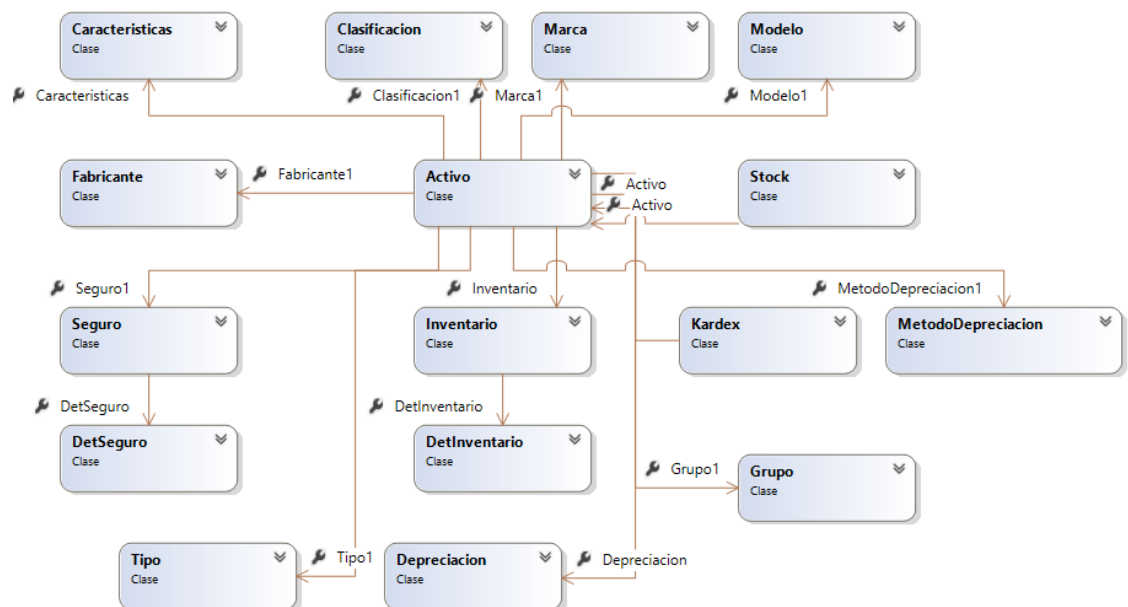 Caracteristicas
Clase
Clasificacion
Clase
Marca
Clase
Modelo
Clase
Caracteristicas
Clasificacion1
Marca1
Modelo1
Fabricante
Clase
Fabricante1
Activo
Clase
Activo
Activo
Stock
Clase
Seguro1
Inventario
MetodoDepreciacion1
Seguro
Clase
Inventario
Clase
Kardex
Clase
MetodoDepreciacion
Clase
DetSeguro
DetInventario
DetSeguro
Clase
DetInventario
Clase
Grupo1
Grupo
Clase
Tipo
Clase
Tipo1
Depreciacion
Clase
Depreciacion